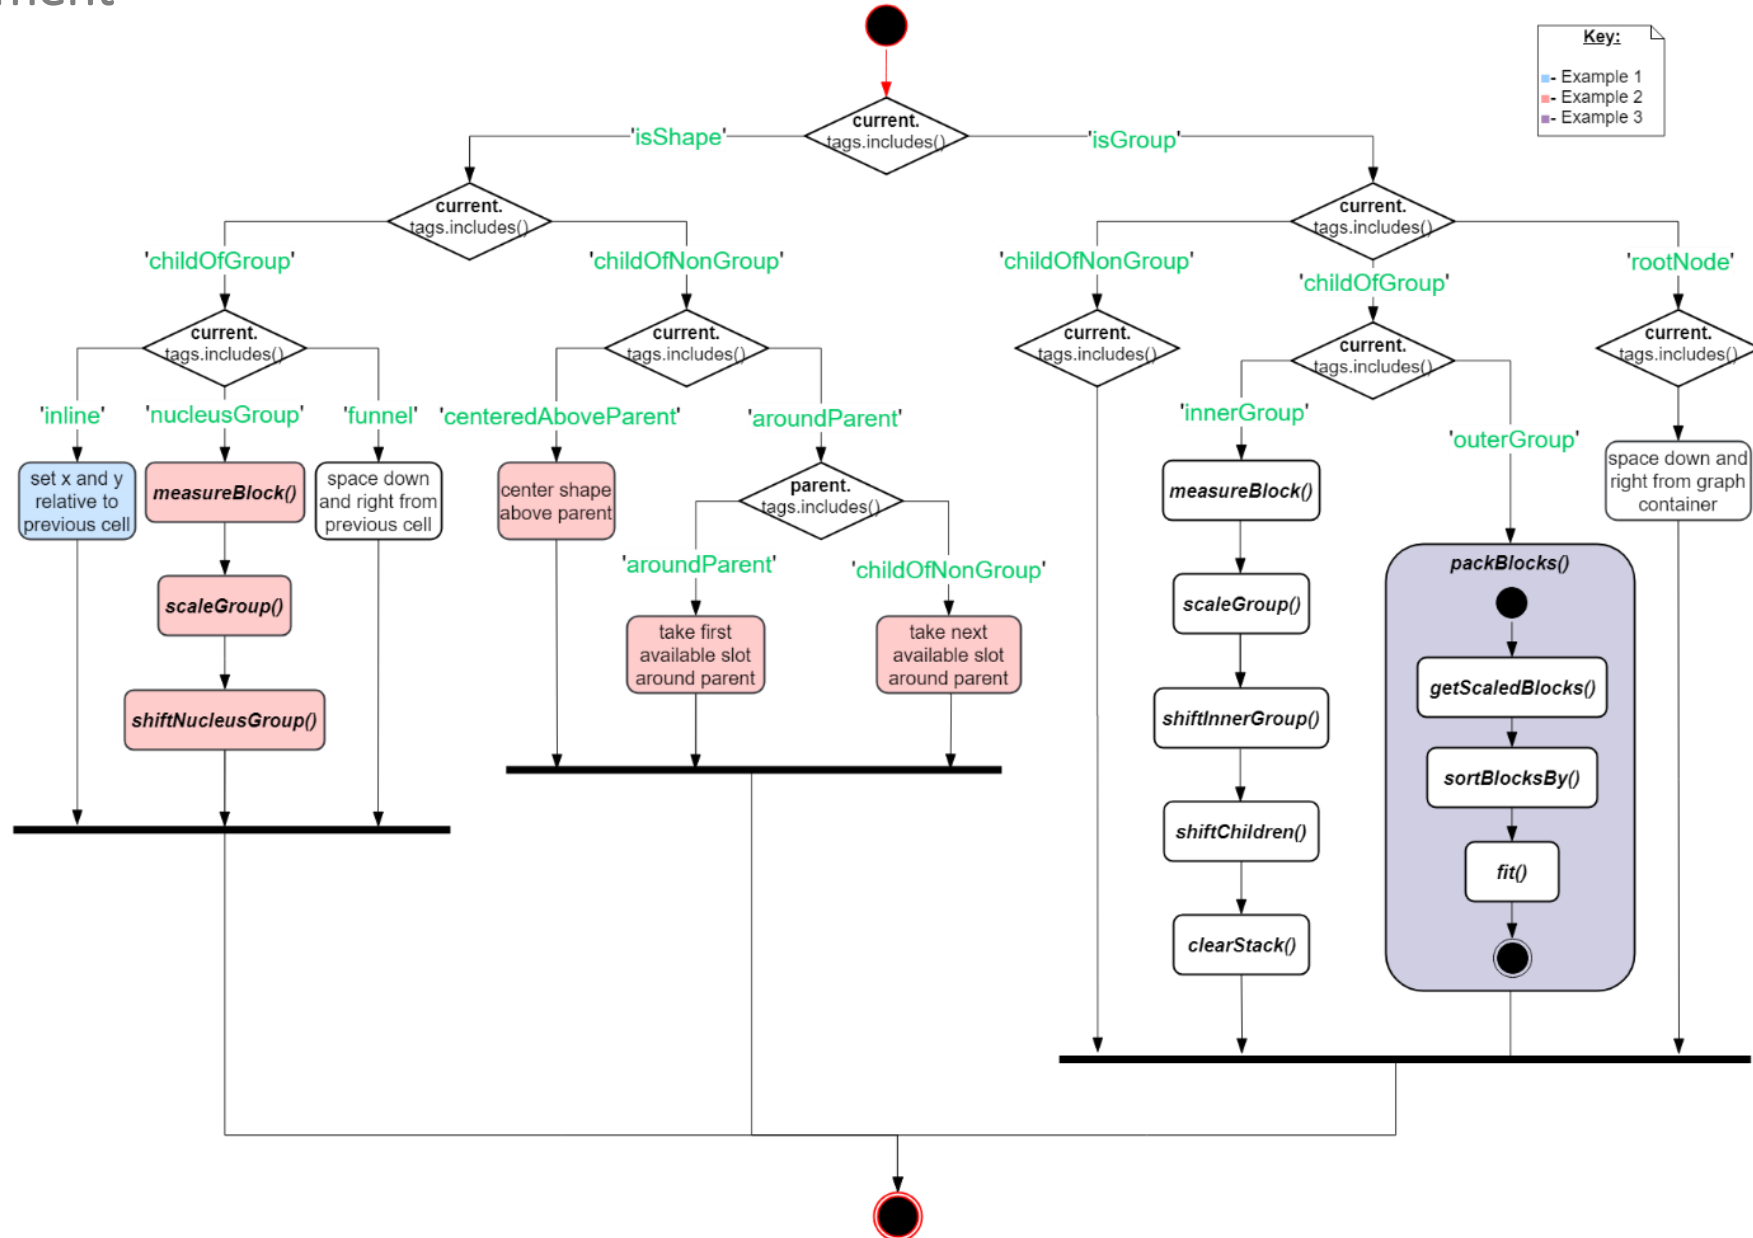 Key:
- Example 1
- Example 2
- Example 3
current.
tags.includes()
'isShape'
'isGroup'
current.
tags.includes()
current.
tags.includes()
'childOfGroup'
'childOfNonGroup'
'childOfNonGroup'
'childOfGroup'
'rootNode'
current.
tags.includes()
current.
tags.includes()
current.
tags.includes()
current.
tags.includes()
current.
tags.includes()
'inline'
'nucleusGroup'
'funnel'
'centeredAboveParent'
'aroundParent'
'innerGroup'
'outerGroup'
set x and y
relative to
previous cell
measureBlock()
space down
and right from
previous cell
center shape
above parent
parent.
tags.includes()
measureBlock()
space down and
right from graph
container
'aroundParent'
'childOfNonGroup'
packBlocks()
scaleGroup()
take first
available slot
around parent
take next
available slot
around parent
scaleGroup()
getScaledBlocks()
shiftNucleusGroup()
shiftInnerGroup()
sortBlocksBy()
shiftChildren()
fit()
clearStack()